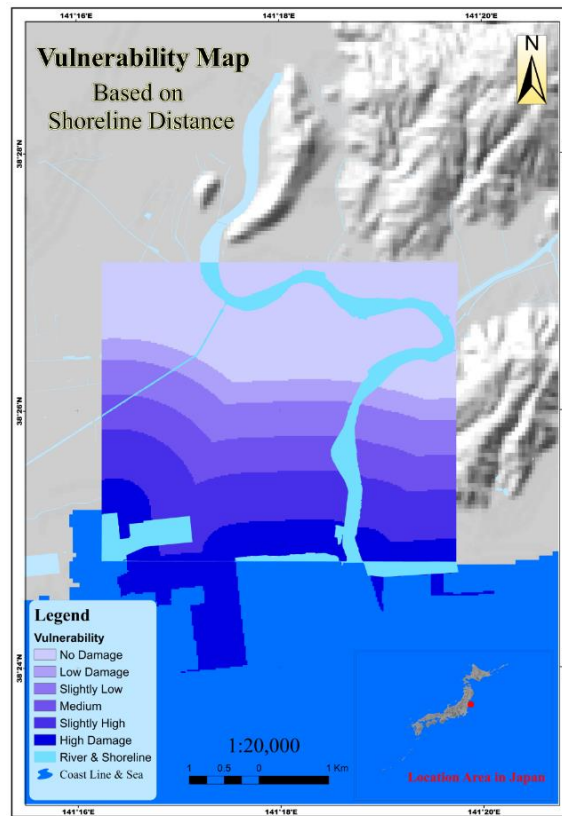 141°16'E
141°18'E
141°20'E
Vulnerability Map
Based on
Shoreline Distance
N
38°28'N
38°26'N
38°24'N
Legend
Vulnerability
No Damage
Low Damage
Slightly Low
Medium
Slightly High
High Damage
River & Shoreline
Coast Line & Sea
1:20,000
1 0.5 0 1 Km
Location Area in Japan
141°16'E
141°18'E
141°20'E